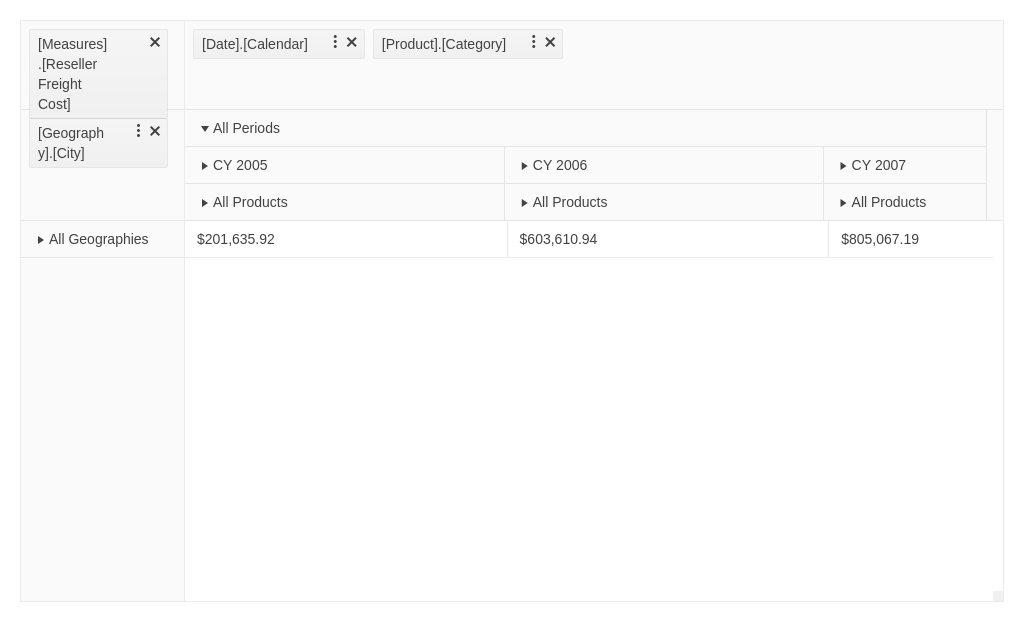 [Measures]
.[Reseller
Freight
Cost]
[Date].[Calendar]
[Product].[Category]
[Geograph
y].[City]
All Periods
CY 2005
CY 2006
CY 2007
All Products
All Products
All Products
All Geographies
$201,635.92
$603,610.94
$805,067.19